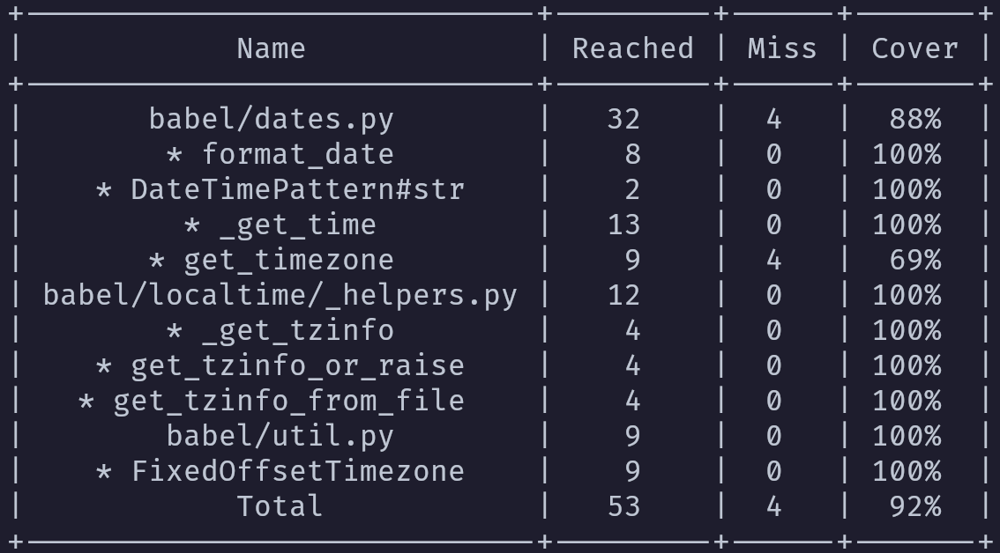 +-----------------------------+---------+------+-------+
|            Name             | Reached | Miss | Cover |
+-----------------------------+---------+------+-------+
|       babel/dates.py        |   32    |  4   |  88%  |
|        * format_date        |    8    |  0   | 100%  |
|    * DateTimePattern#str    |    2    |  0   | 100%  |
|         * _get_time         |   13    |  0   | 100%  |
|       * get_timezone        |    9    |  4   |  69%  |
| babel/localtime/_helpers.py |   12    |  0   | 100%  |
|        * _get_tzinfo        |    4    |  0   | 100%  |
|    * get_tzinfo_or_raise    |    4    |  0   | 100%  |
|   * get_tzinfo_from_file    |    4    |  0   | 100%  |
|        babel/util.py        |    9    |  0   | 100%  |
|    * FixedOffsetTimezone    |    9    |  0   | 100%  |
|            Total            |   53    |  4   |  92%  |
+-----------------------------+---------+------+-------+